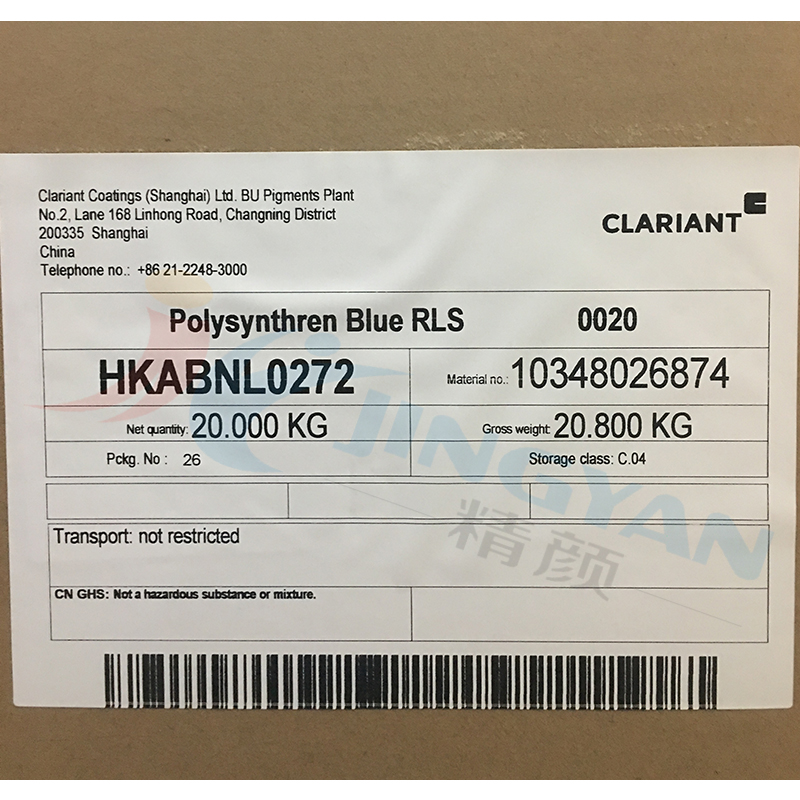 Clariant Coatings (Shanghai) Ltd. BU Pigments Plant
No.2, Lane 168 Linhong Road, Changning District
200335 Shanghai
China
Telephone no.: +86 21-2248-3000
CLARIANT
Polysynthren Blue RLS 0020
HKABNL0272 Material no.: 10348026874
Net quantity: 20.000 KG Gross weight: 20.800 KG
Pckg. No : 26 Storage class: C.04
JINGYAN
精颜
Transport: not restricted
CN GHS: Not a hazardous substance or mixture.